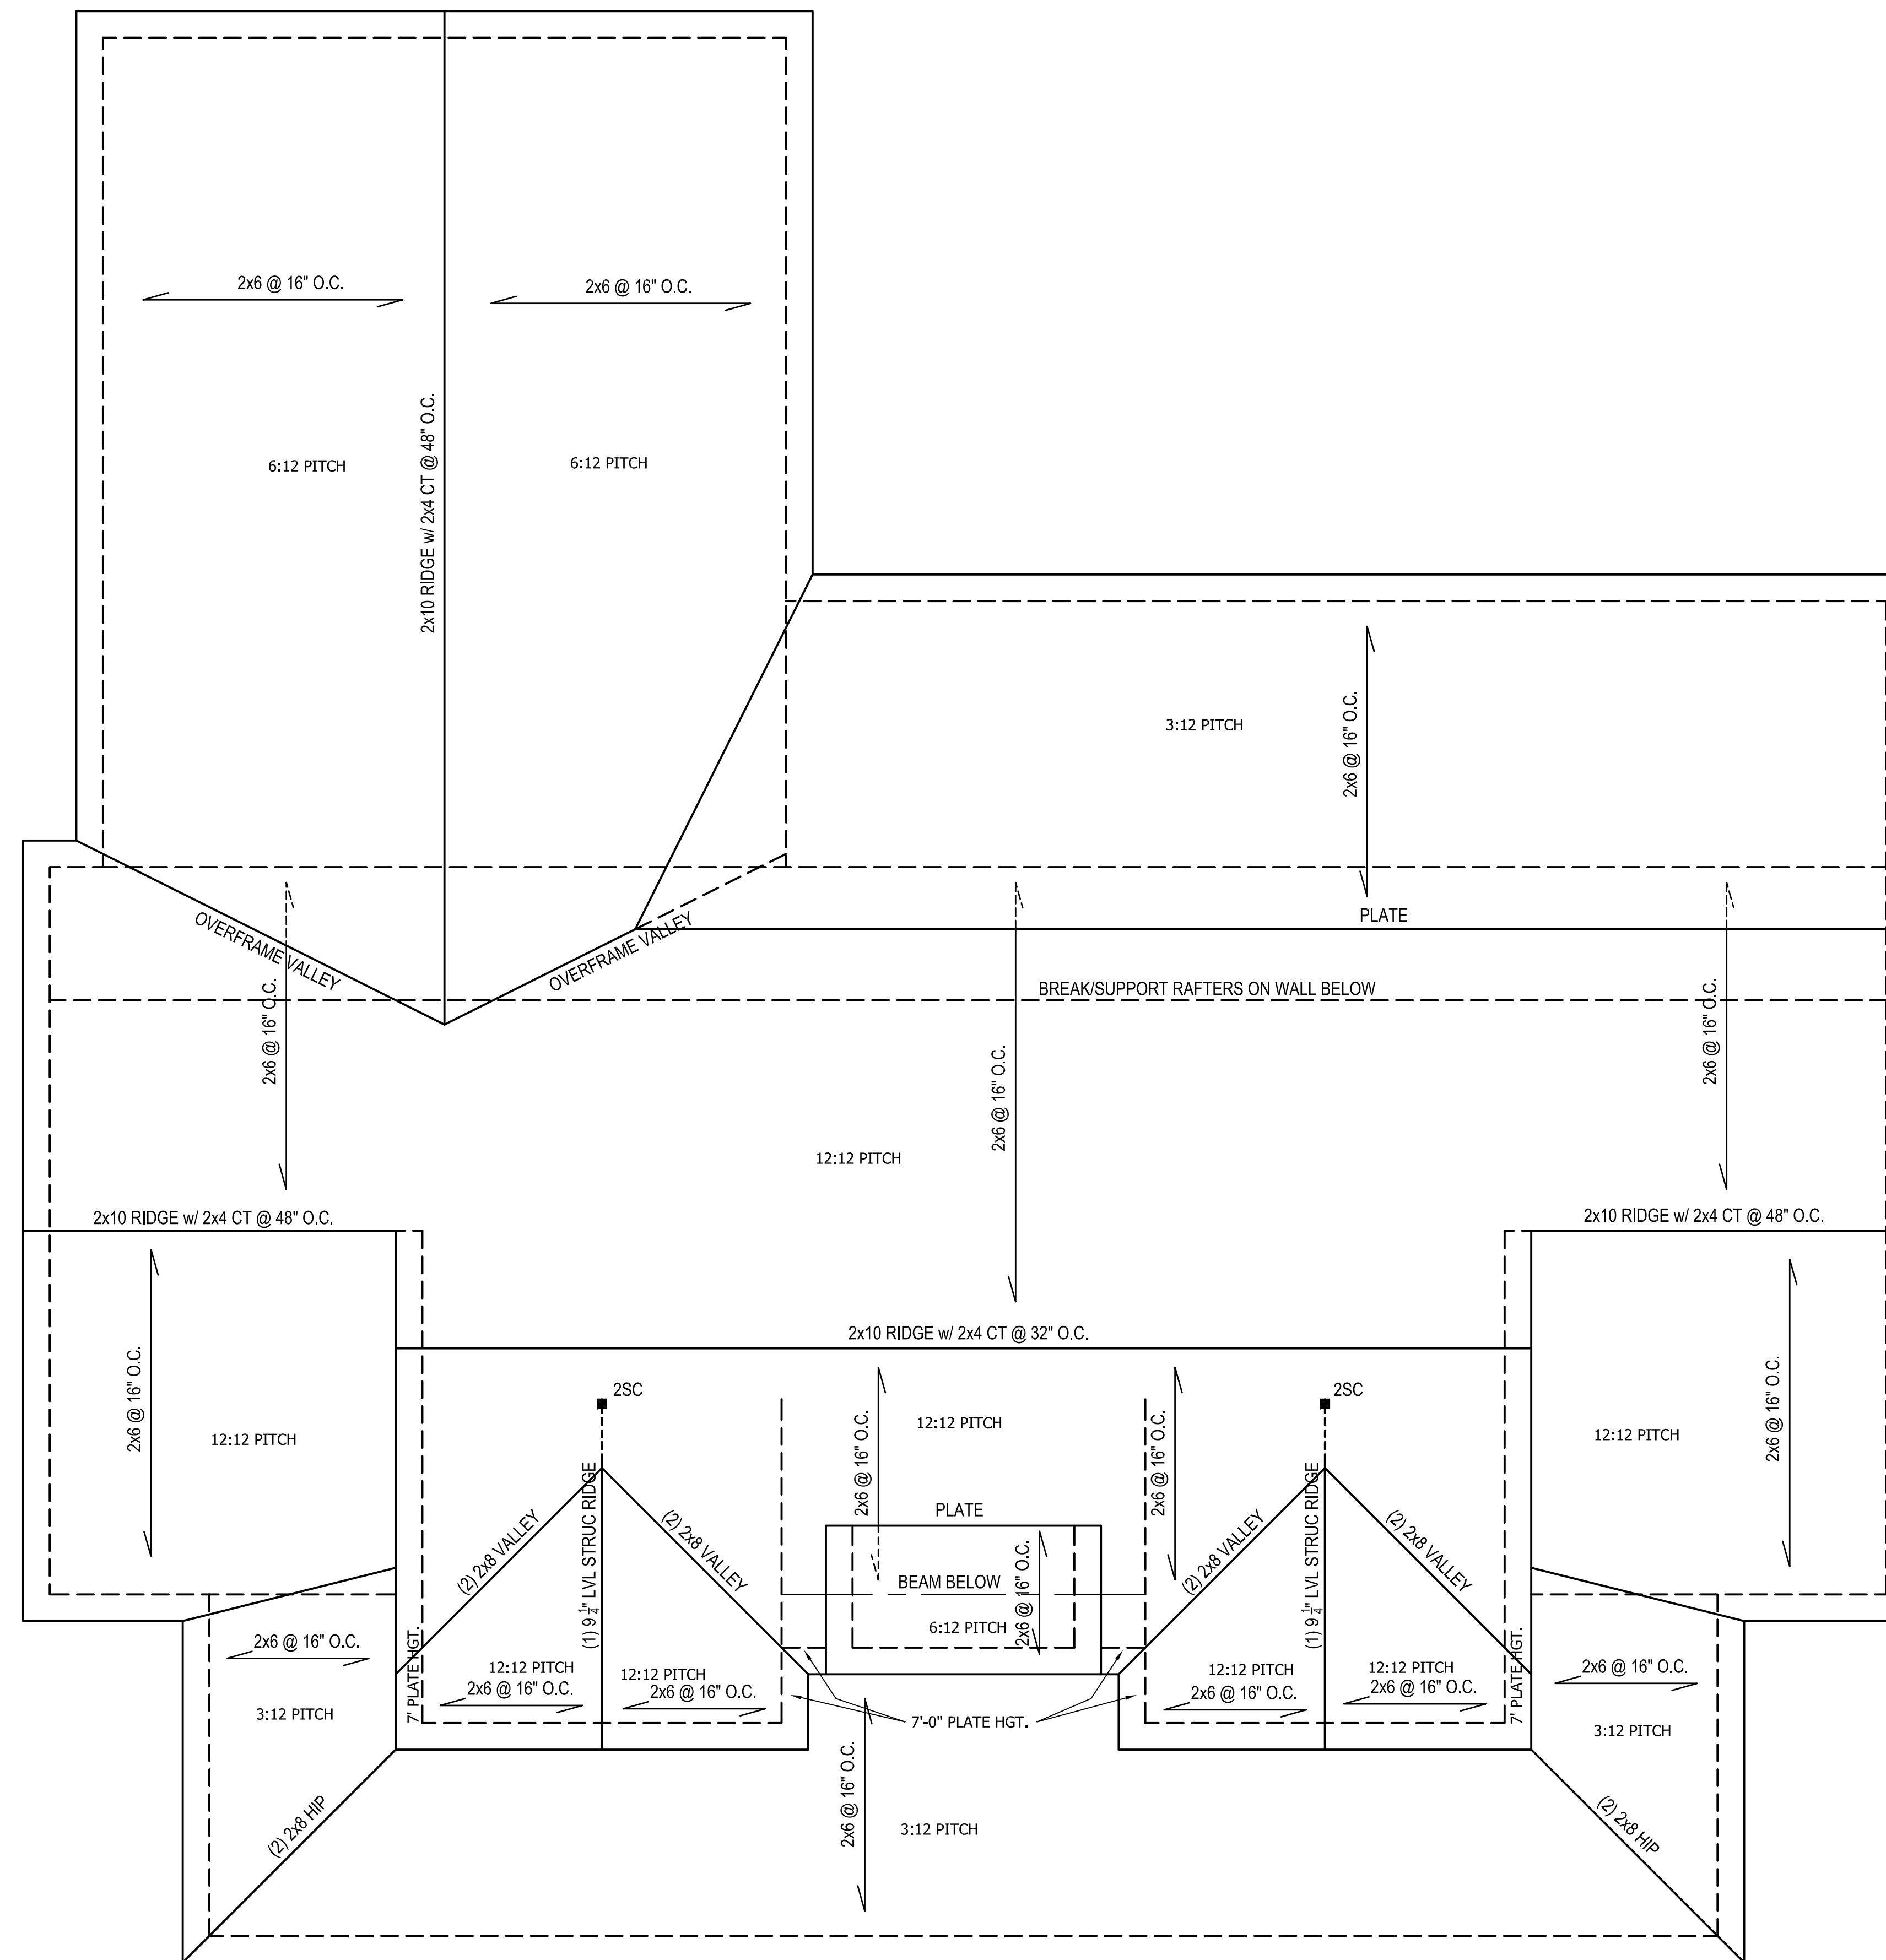 2x6 @ 16" O.C.
2x6 @ 16" O.C.
2x10 RIDGE w/ 2x4 CT @ 48" O.C.
6:12 PITCH
6:12 PITCH
3:12 PITCH
2x6 @ 16" O.C.
PLATE
OVERFRAME VALLEY
OVERFRAME VALLEY
BREAK/SUPPORT RAFTERS ON WALL BELOW
2x6 @ 16" O.C.
2x6 @ 16" O.C.
2x6 @ 16" O.C.
12:12 PITCH
2x10 RIDGE w/ 2x4 CT @ 48" O.C.
2x10 RIDGE w/ 2x4 CT @ 48" O.C.
2x10 RIDGE w/ 2x4 CT @ 32" O.C.
2x6 @ 16" O.C.
12:12 PITCH
2SC
2x6 @ 16" O.C.
12:12 PITCH
2x6 @ 16" O.C.
2SC
12:12 PITCH
2x6 @ 16" O.C.
(2) 2x8 VALLEY
(1) 9 1/4" LVL STRUC RIDGE
(2) 2x8 VALLEY
PLATE
BEAM BELOW
2x6 @ 16" O.C.
6:12 PITCH
(2) 2x8 VALLEY
(1) 9 1/4" LVL STRUC RIDGE
(2) 2x8 VALLEY
2x6 @ 16" O.C.
3:12 PITCH
7' PLATE HGT.
12:12 PITCH
2x6 @ 16" O.C.
12:12 PITCH
2x6 @ 16" O.C.
7'-0" PLATE HGT.
12:12 PITCH
2x6 @ 16" O.C.
12:12 PITCH
2x6 @ 16" O.C.
7' PLATE HGT.
2x6 @ 16" O.C.
3:12 PITCH
(2) 2x8 HIP
2x6 @ 16" O.C.
3:12 PITCH
(2) 2x8 HIP